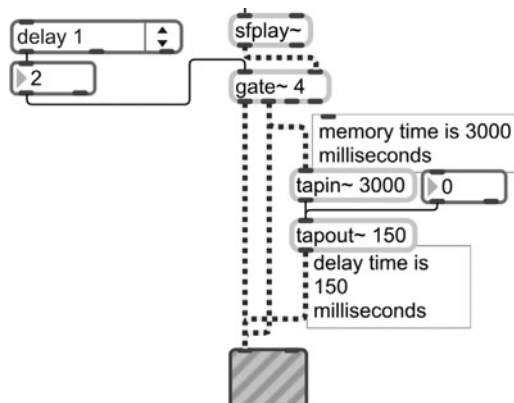 delay 1
sfplay~
2
gate~ 4
memory time is 3000
milliseconds
tapin~ 3000
0
tapout~ 150
delay time is
150
milliseconds